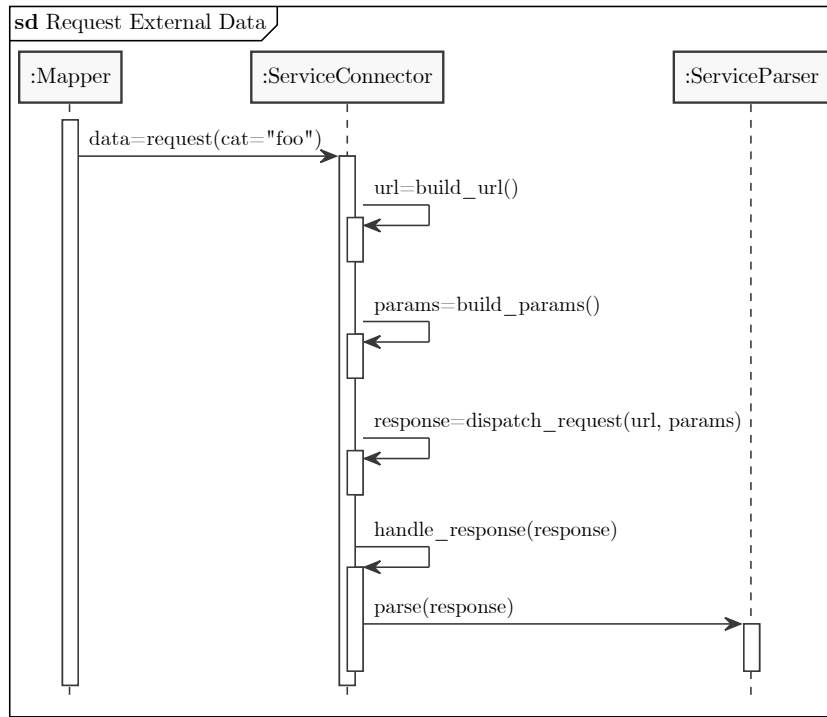 sd Request External Data
:Mapper
:ServiceConnector
:ServiceParser
data=request(cat="foo")
url=build_url()
params=build_params()
response=dispatch_request(url, params)
handle_response(response)
parse(response)